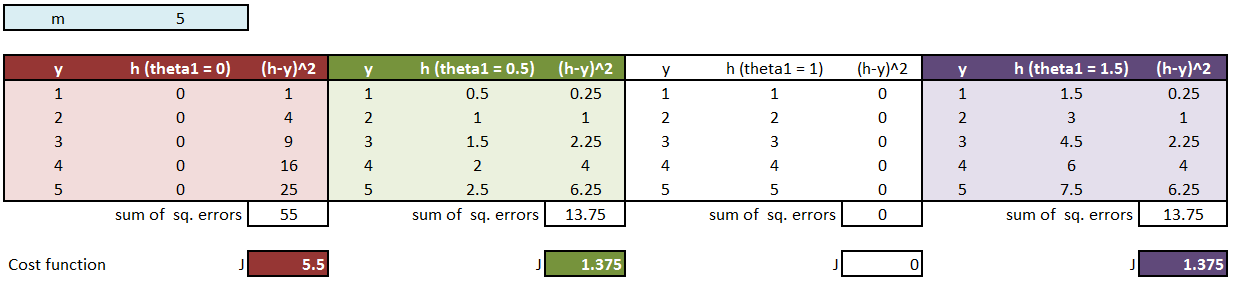 m 5
y h (theta1 = 0) (h-y)^2 y h (theta1 = 0.5) (h-y)^2 y h (theta1 = 1) (h-y)^2 y h (theta1 = 1.5) (h-y)^2
1 0 1 1 0.5 0.25 1 1 0 1 1.5 0.25
2 0 4 2 1 1 2 2 0 2 3 1
3 0 9 3 1.5 2.25 3 3 0 3 4.5 2.25
4 0 16 4 2 4 4 4 0 4 6 4
5 0 25 5 2.5 6.25 5 5 0 5 7.5 6.25
sum of sq. errors 55 sum of sq. errors 13.75 sum of sq. errors 0 sum of sq. errors 13.75
Cost function J 5.5 J 1.375 J 0 J 1.375